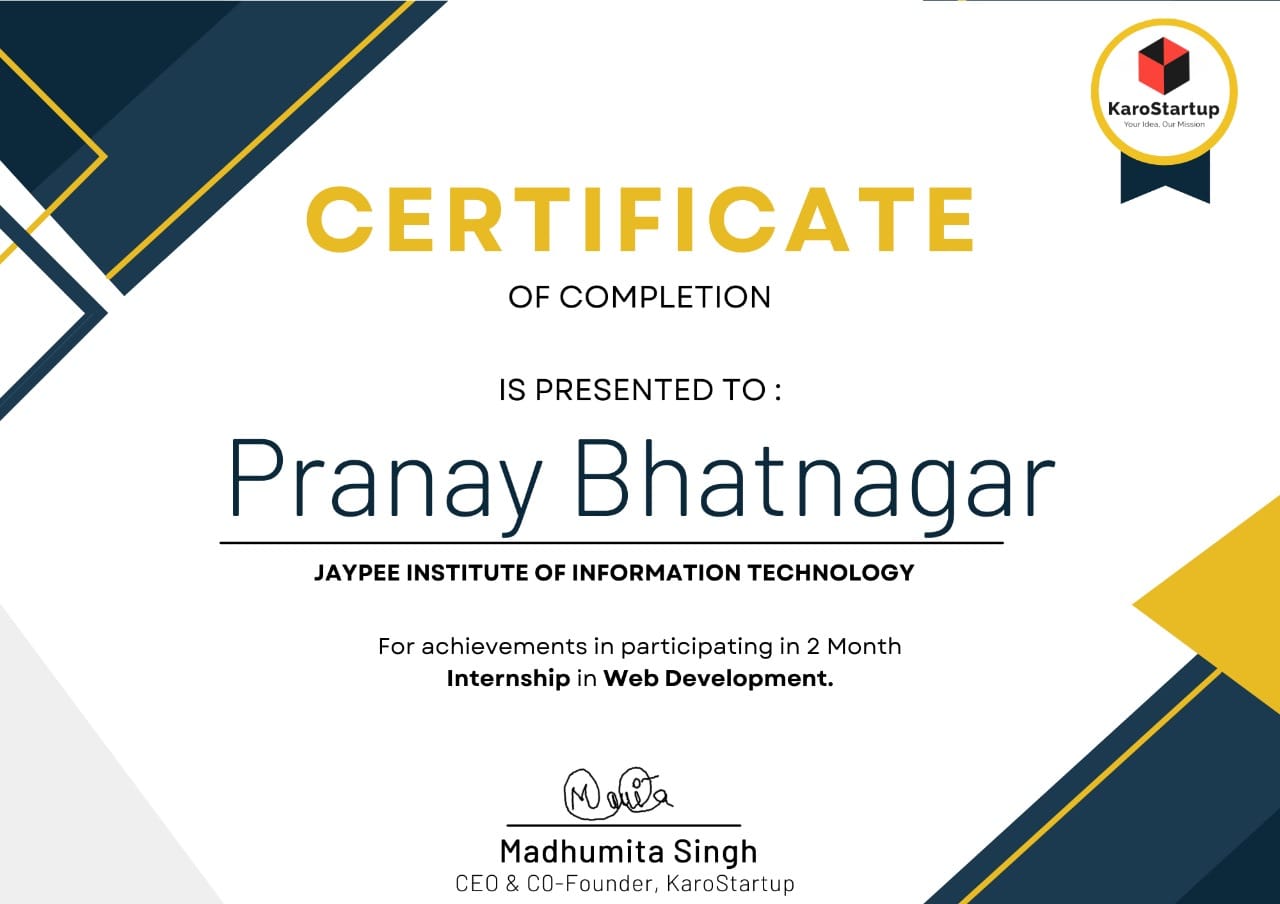 KaroStartup
Your Idea, Our Mission
CERTIFICATE
OF COMPLETION
IS PRESENTED TO :
Pranay Bhatnagar
JAYPEE INSTITUTE OF INFORMATION TECHNOLOGY
For achievements in participating in 2 Month
Internship in Web Development.
Madhumita Singh
CEO & CO-Founder, KaroStartup